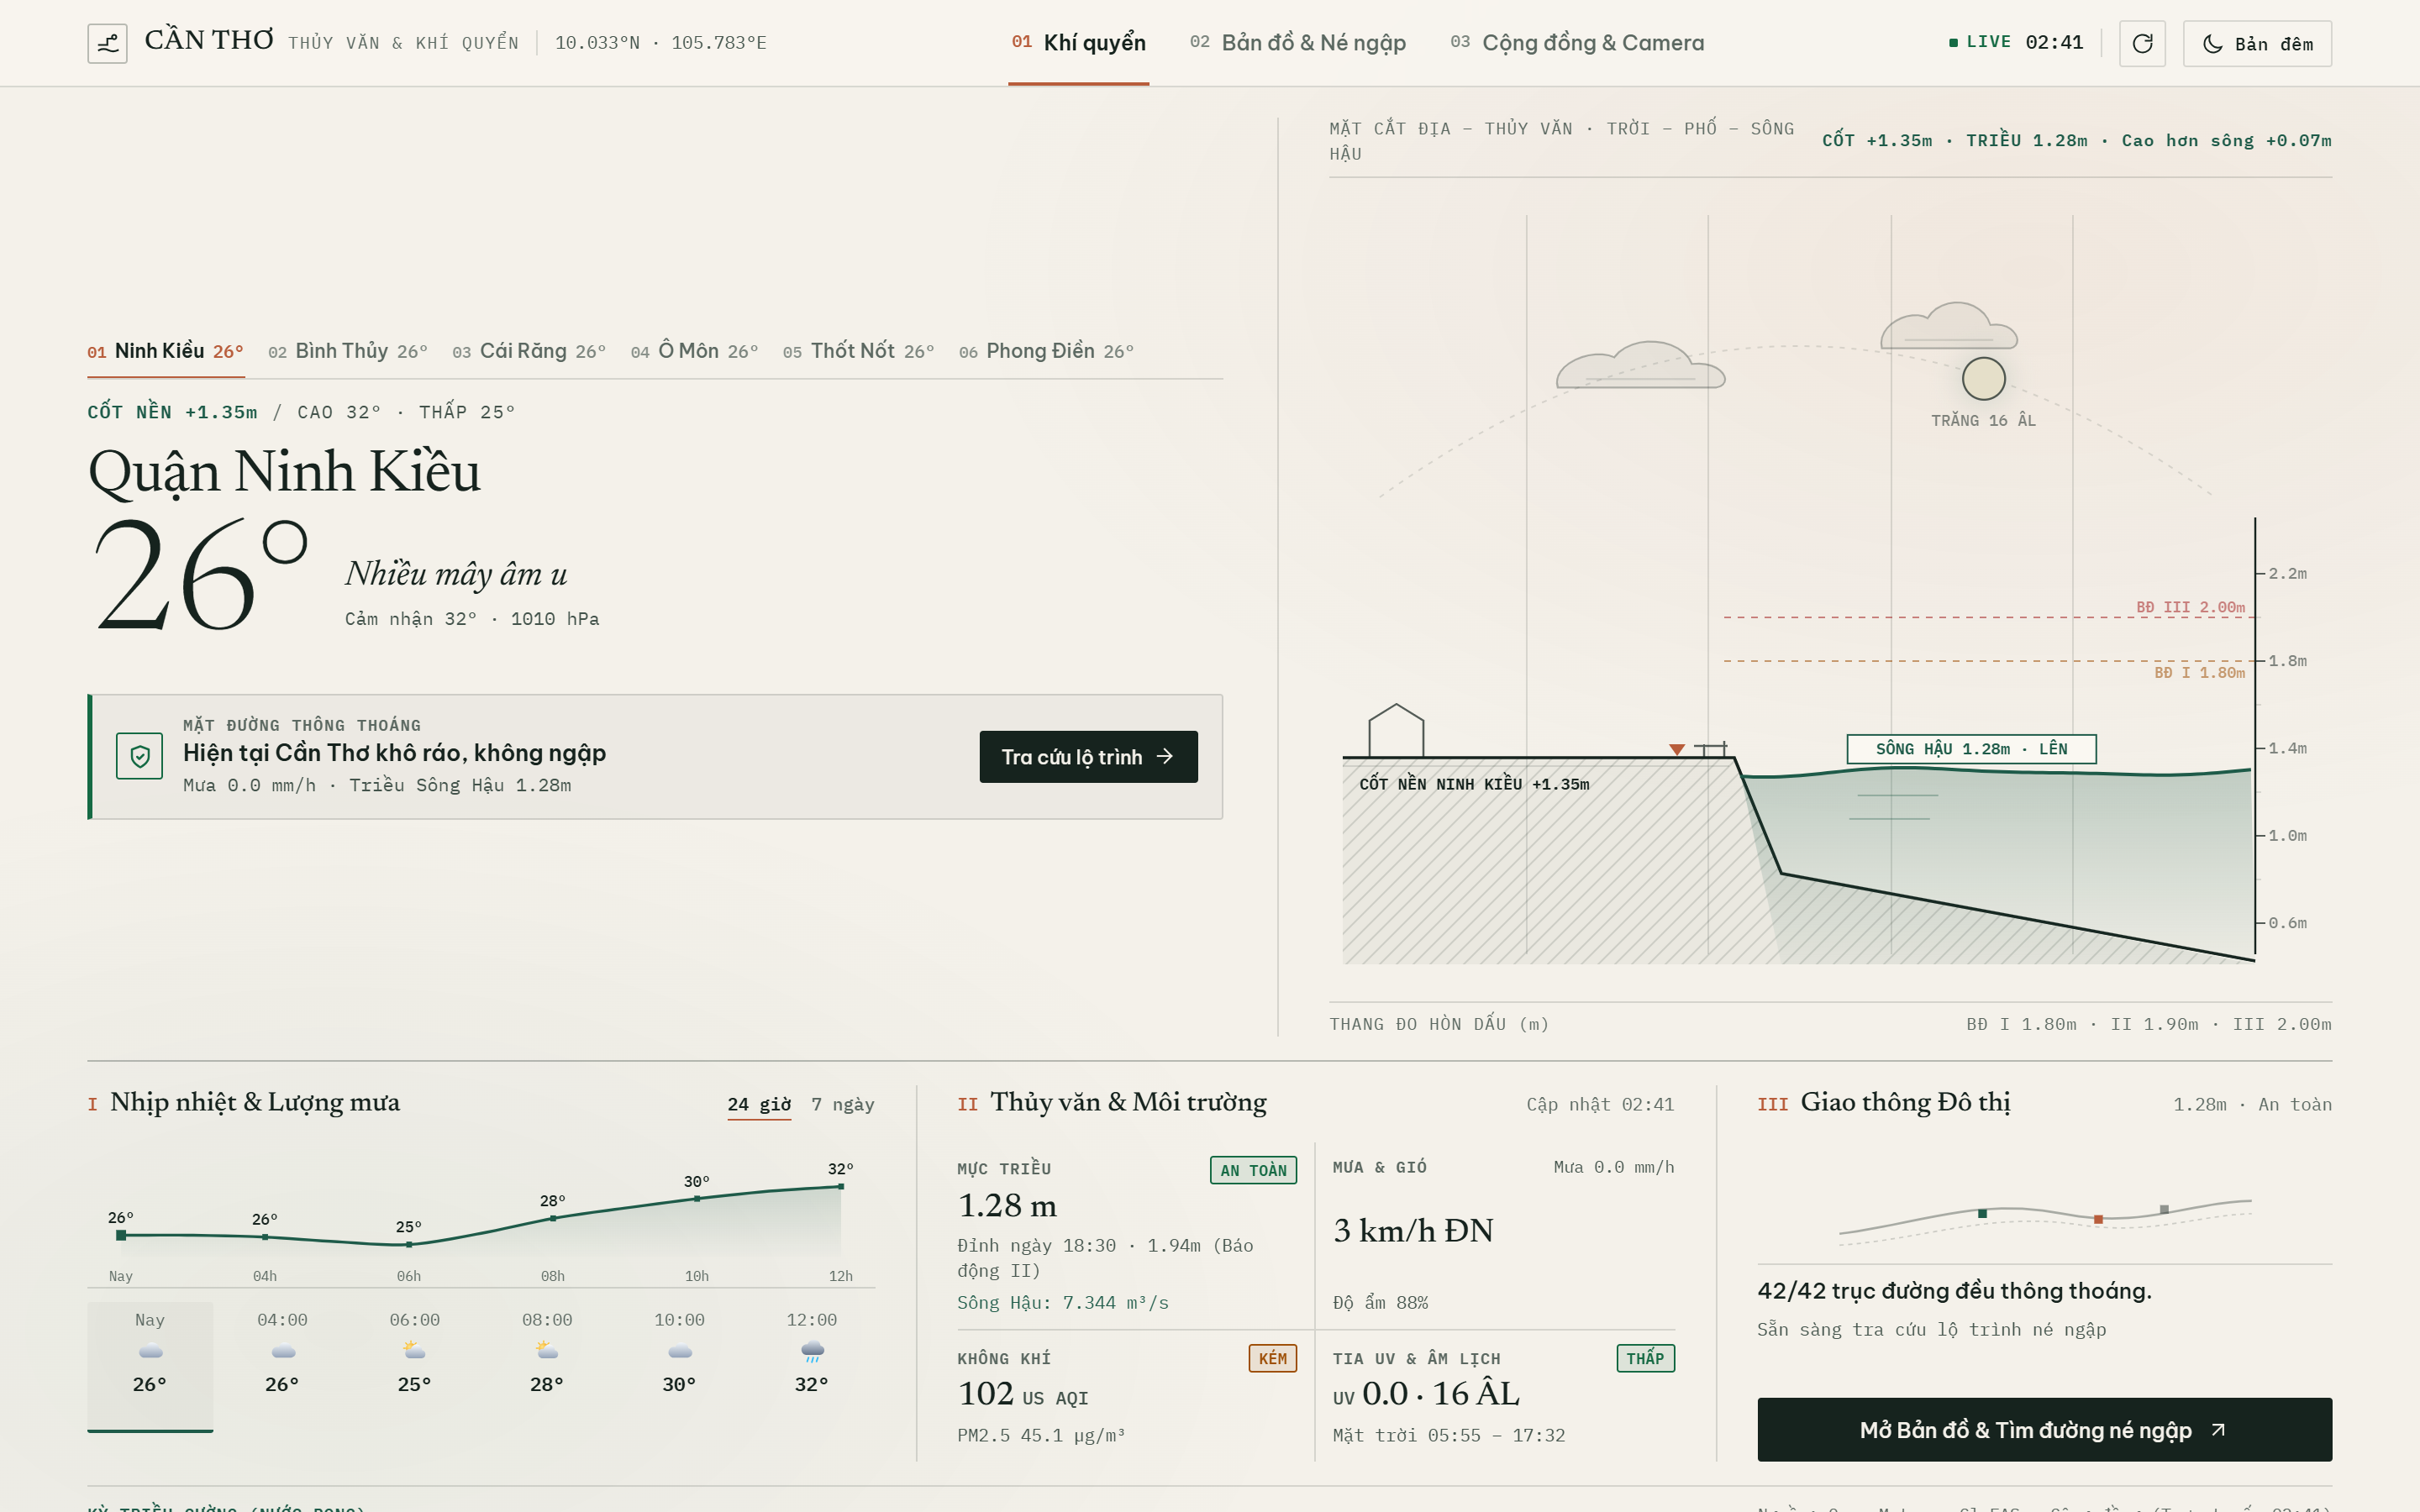 CẦN THƠ THỦY VĂN & KHÍ QUYỂN 10.033°N · 105.783°E
01 Khí quyển 02 Bản đồ & Né ngập 03 Cộng đồng & Camera
LIVE 02:41 Bản đêm
01 Ninh Kiều 26° 02 Bình Thủy 26° 03 Cái Răng 26° 04 Ô Môn 26° 05 Thốt Nốt 26° 06 Phong Điền 26°
CỐT NỀN +1.35m / CAO 32° · THẤP 25°
Quận Ninh Kiều
26°
Nhiều mây âm u
Cảm nhận 32° · 1010 hPa
MẶT ĐƯỜNG THÔNG THOÁNG
Hiện tại Cần Thơ khô ráo, không ngập
Mưa 0.0 mm/h · Triều Sông Hậu 1.28m
Tra cứu lộ trình →
MẶT CẮT ĐỊA – THỦY VĂN · TRỜI – PHỐ – SÔNG
HẬU
CỐT +1.35m · TRIỀU 1.28m · Cao hơn sông +0.07m
TRĂNG 16 ÂL
2.2m
BĐ III 2.00m
1.8m
BĐ I 1.80m
SÔNG HẬU 1.28m · LÊN
1.4m
CỐT NỀN NINH KIỀU +1.35m
1.0m
0.6m
THANG ĐO HÒN DẤU (m)
BĐ I 1.80m · II 1.90m · III 2.00m
I Nhịp nhiệt & Lượng mưa
24 giờ 7 ngày
26° 26° 25° 28° 30° 32°
Nay 04h 06h 08h 10h 12h
Nay 04:00 06:00 08:00 10:00 12:00
26° 26° 25° 28° 30° 32°
II Thủy văn & Môi trường
Cập nhật 02:41
MỰC TRIỀU AN TOÀN
1.28 m
Đỉnh ngày 18:30 · 1.94m (Báo
động II)
Sông Hậu: 7.344 m³/s
MƯA & GIÓ Mưa 0.0 mm/h
3 km/h ĐN
Độ ẩm 88%
KHÔNG KHÍ KÉM
102 US AQI
PM2.5 45.1 µg/m³
TIA UV & ÂM LỊCH THẤP
UV 0.0 · 16 ÂL
Mặt trời 05:55 – 17:32
III Giao thông Đô thị
1.28m · An toàn
42/42 trục đường đều thông thoáng.
Sẵn sàng tra cứu lộ trình né ngập
Mở Bản đồ & Tìm đường né ngập ↗